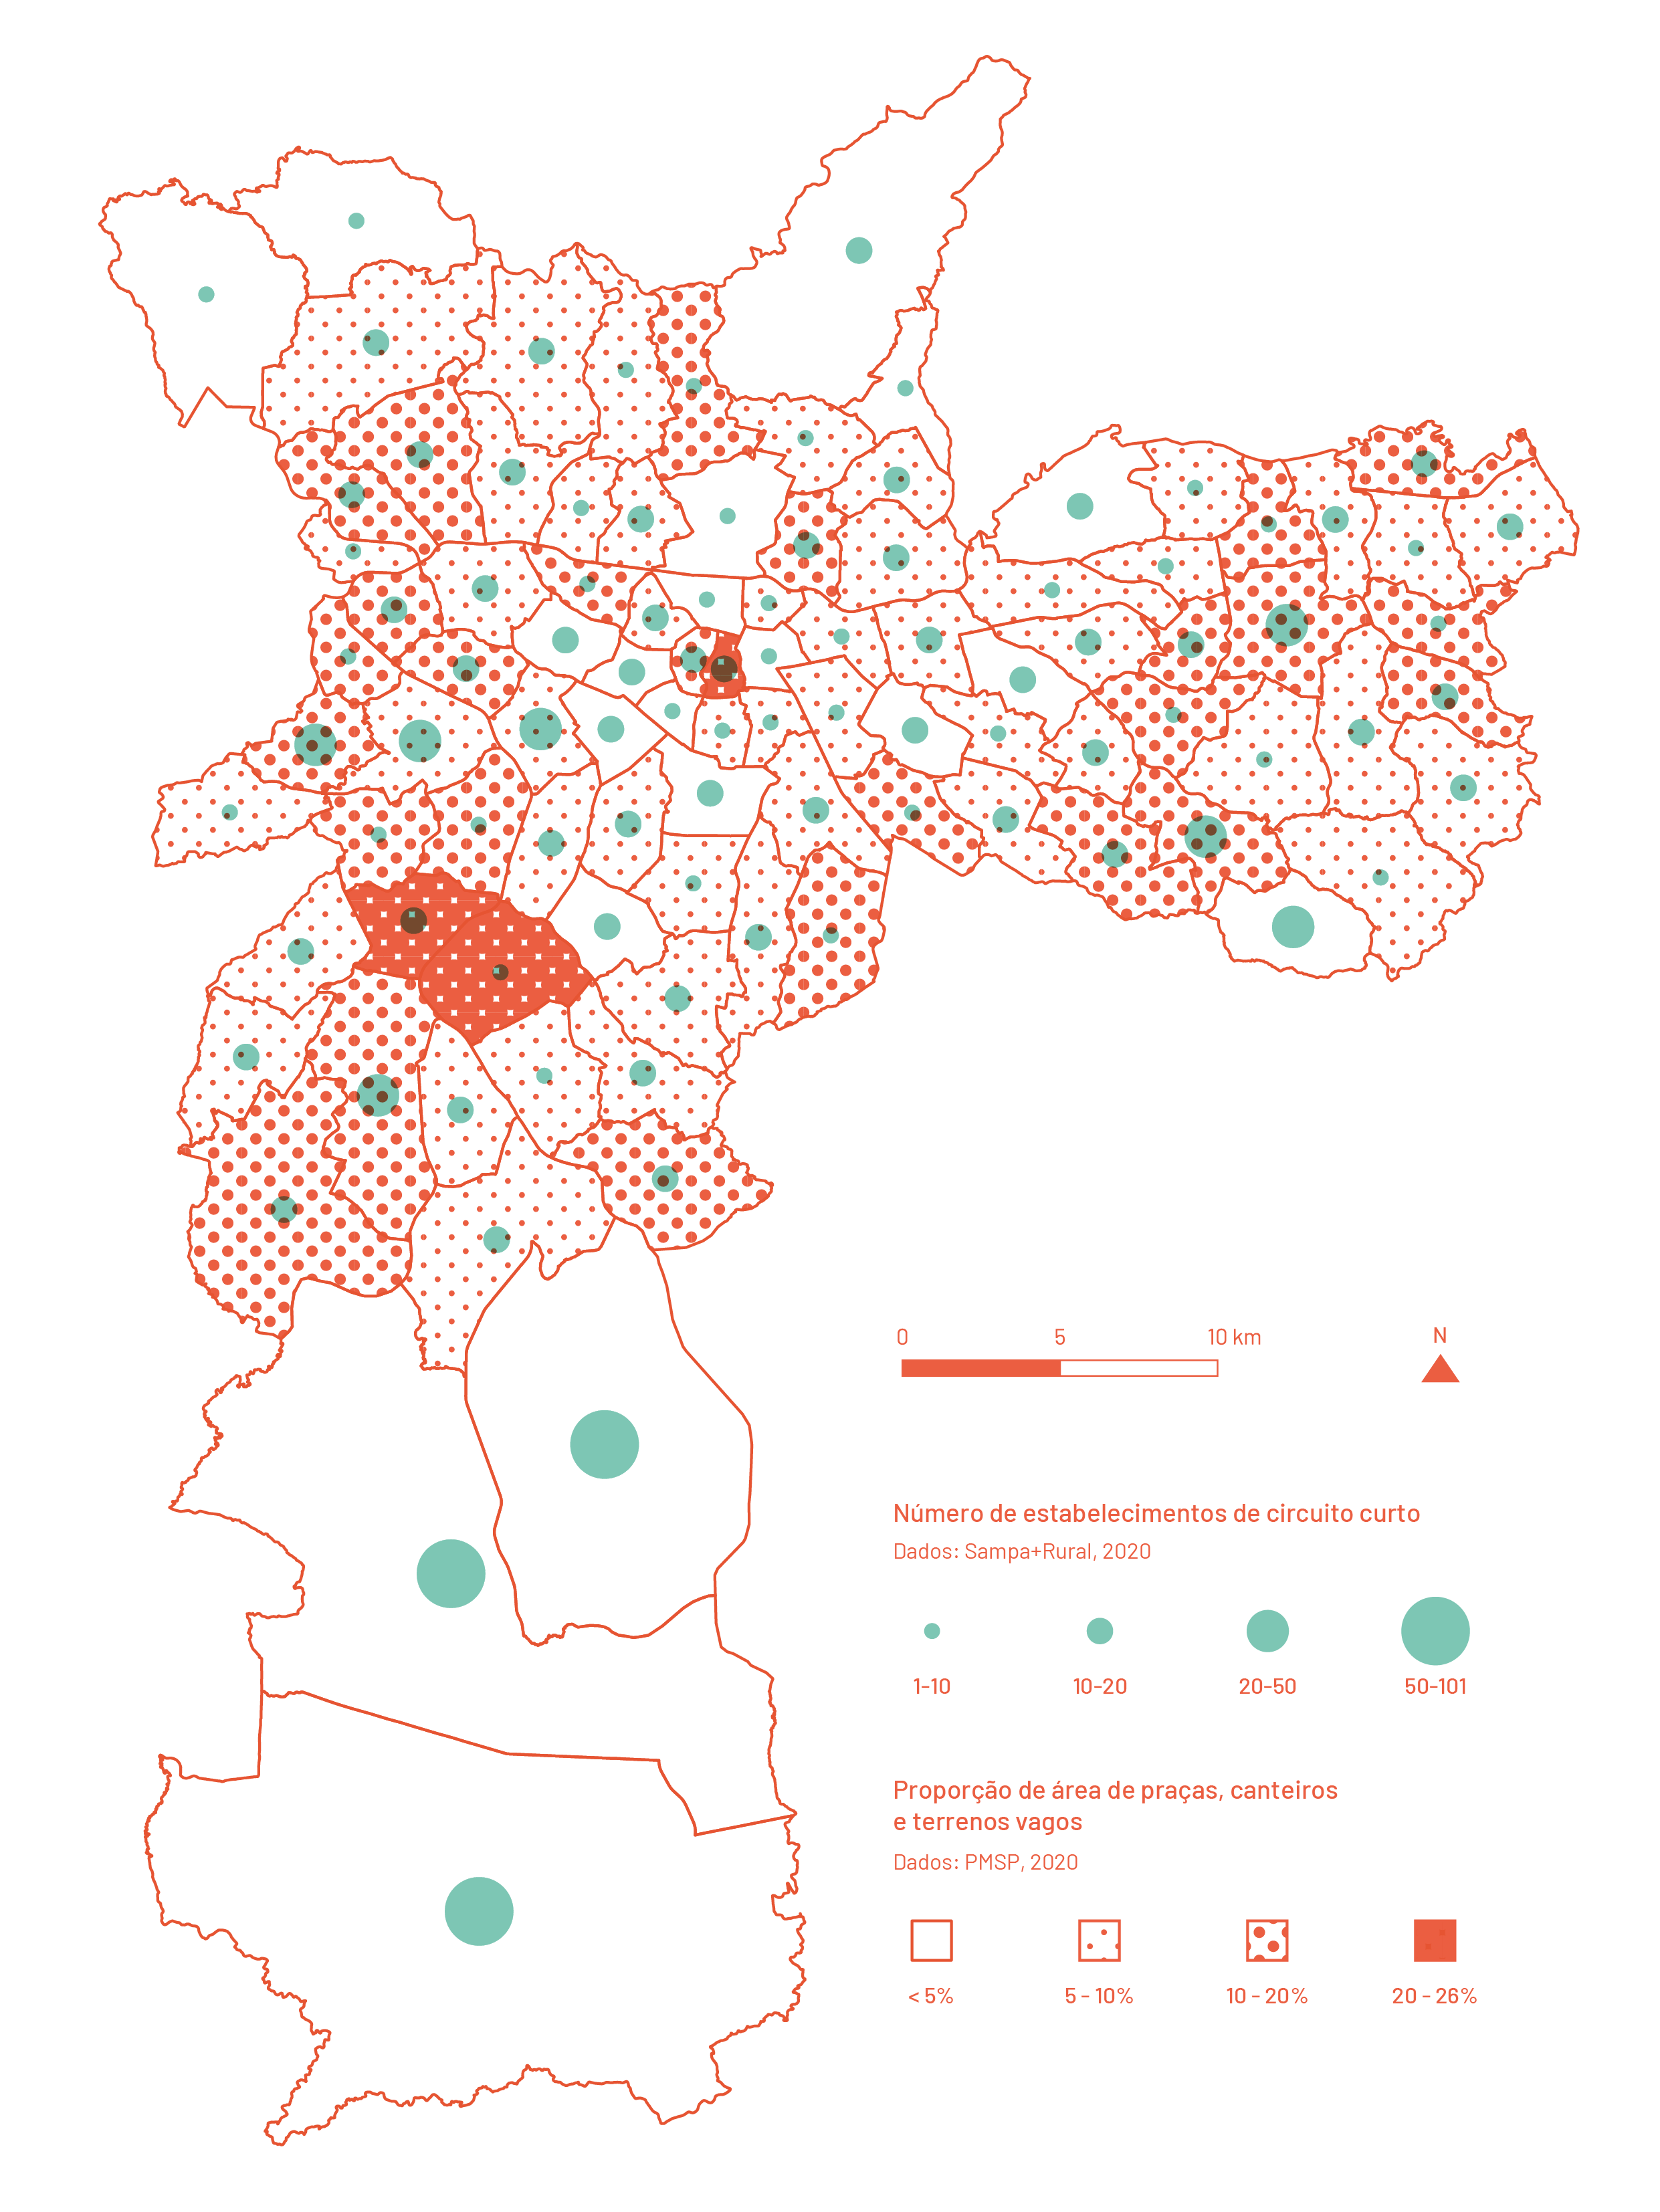 0 5 10 km N
Número de estabelecimentos de circuito curto
Dados: Sampa+Rural, 2020
1-10 10-20 20-50 50-101
Proporção de área de praças, canteiros
e terrenos vagos
Dados: PMSP, 2020
< 5% 5 - 10% 10 - 20% 20 - 26%